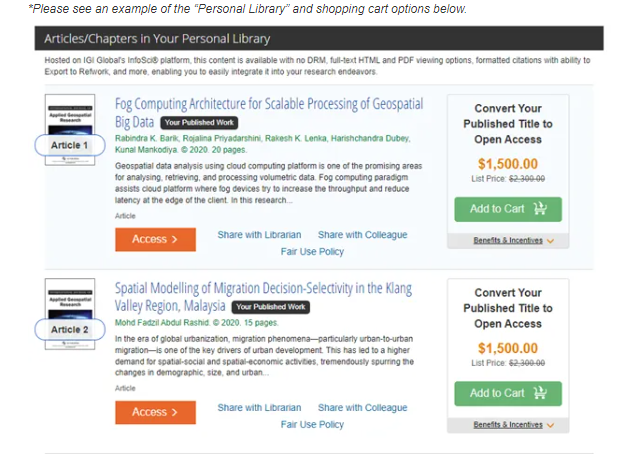 *Please see an example of the “Personal Library” and shopping cart options below.
Articles/Chapters in Your Personal Library
Hosted on IGI Global's InfoSci® platform, this content is available with no DRM, full-text HTML and PDF viewing options, formatted citations with ability to
Export to Refwork, and more, enabling you to easily integrate it into your research endeavors.
Applied Geospatial
Research
Article 1
Fog Computing Architecture for Scalable Processing of Geospatial
Big Data Your Published Work
Rabindra K. Barik, Rojalina Priyadarshini, Rakesh K. Lenka, Harishchandra Dubey,
Kunal Mankodiya. © 2020. 20 pages.
Geospatial data analysis using cloud computing platform is one of the promising areas
for analysing, retrieving, and processing volumetric data. Fog computing paradigm
assists cloud platform where fog devices try to increase the throughput and reduce
latency at the edge of the client. In this research...
Article
Access >
Share with Librarian Share with Colleague
Fair Use Policy
Convert Your
Published Title to
Open Access
$1,500.00
List Price: $2,300.00
Add to Cart
Benefits & Incentives
Applied Geospatial
Research
Article 2
Spatial Modelling of Migration Decision-Selectivity in the Klang
Valley Region, Malaysia Your Published Work
Mohd Fadzil Abdul Rashid. © 2020. 15 pages.
In the era of global urbanization, migration phenomena—particularly urban-to-urban
migration—is one of the key drivers of urban development. This has led to a higher
demand for spatial-social and spatial-economic activities, tremendously spurring the
changes in demographic, size, and urban...
Article
Access >
Share with Librarian Share with Colleague
Fair Use Policy
Convert Your
Published Title to
Open Access
$1,500.00
List Price: $2,300.00
Add to Cart
Benefits & Incentives